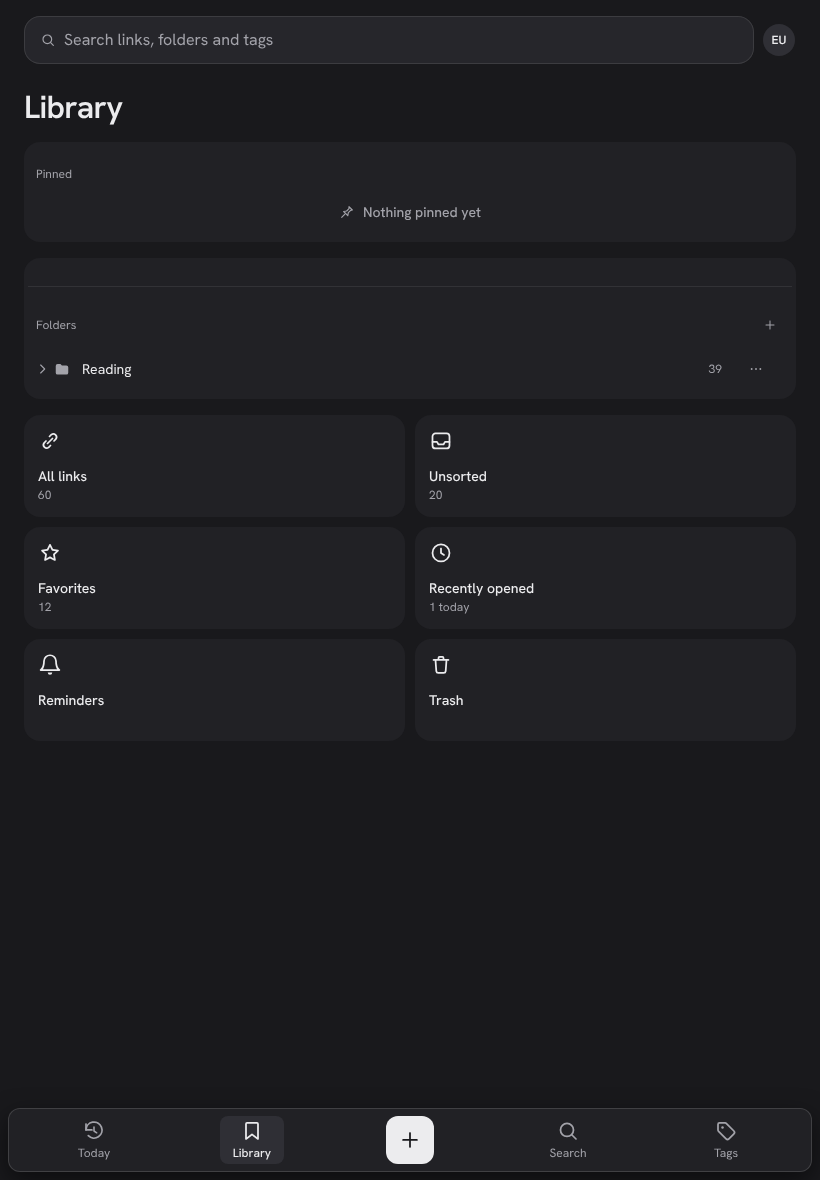 Search links, folders and tags
EU
Library
Pinned
Nothing pinned yet
Folders
Reading
39
All links
60
Unsorted
20
Favorites
12
Recently opened
1 today
Reminders
Trash
Today
Library
Search
Tags